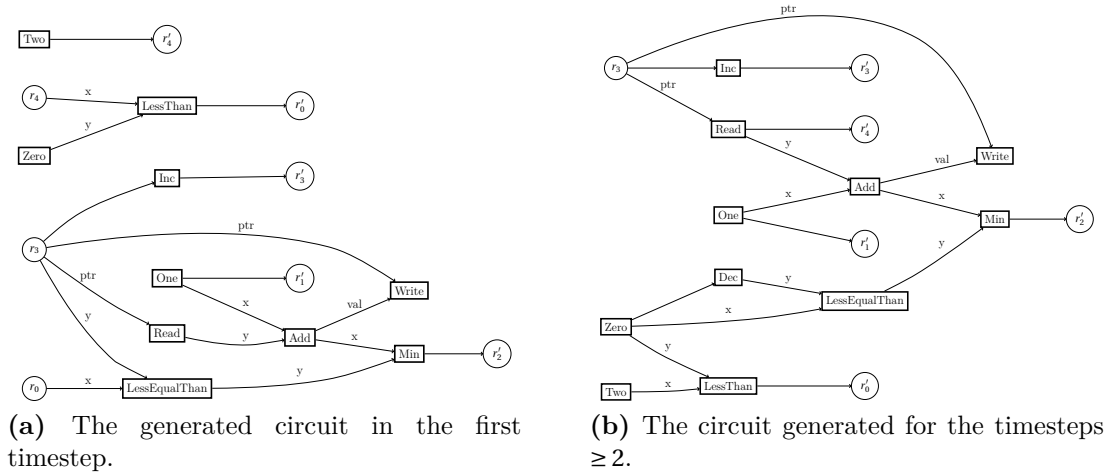 Two
r′4
r4
x
LessThan
r′0
y
Zero
Inc
r′3
r3
ptr
ptr
One
r′1
Write
x
val
y
Read
y
Add
x
Min
r′2
r0
x
LessEqualThan
y
(a) The generated circuit in the first
timestep.
ptr
r3
Inc
r′3
ptr
Read
r′4
y
val
Write
Add
x
x
One
Min
r′2
r′1
y
Dec
y
LessEqualThan
Zero
x
y
Two
x
LessThan
r′0
(b) The circuit generated for the timesteps
≥ 2.